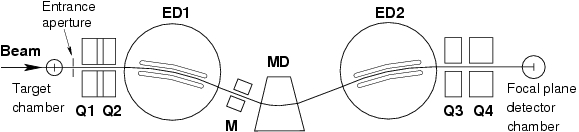 Entrance
aperture
ED1
ED2
Beam
MD
Target
chamber
Q1 Q2
M
Q3 Q4
Focal plane
detector
chamber